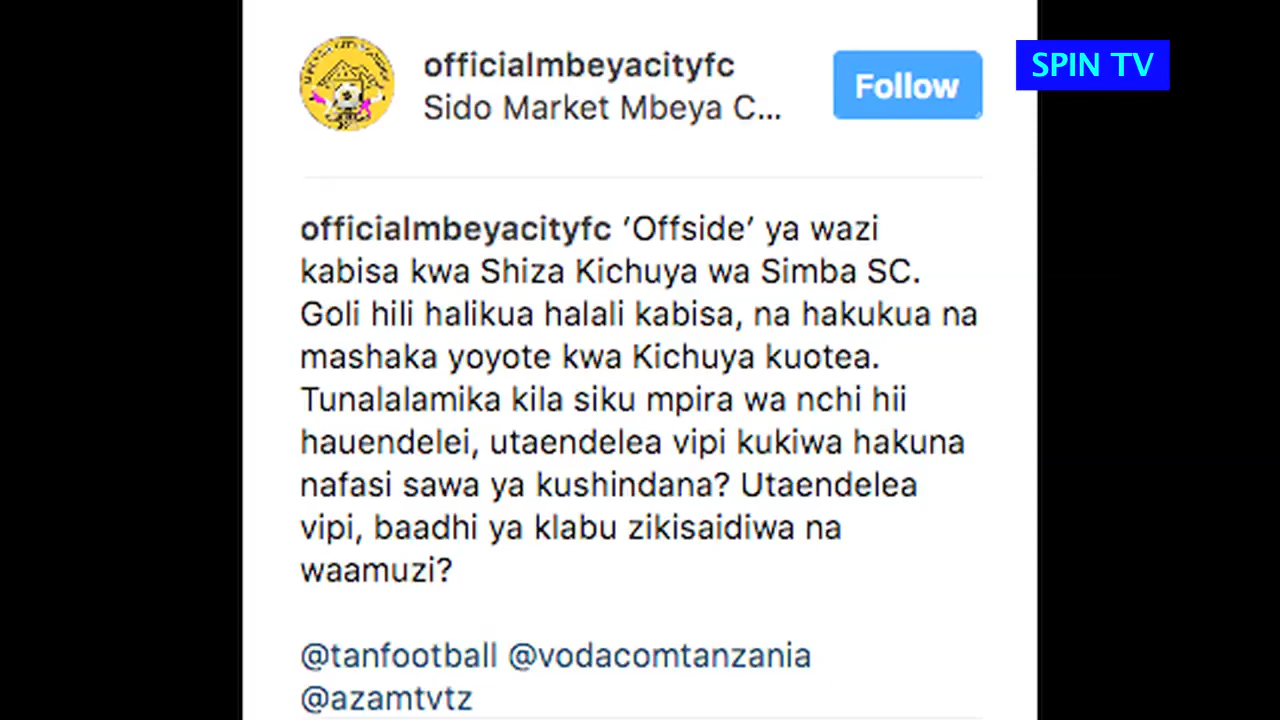 officialmbeyacityfc
Sido Market Mbeya C...
Follow
SPIN TV
officialmbeyacityfc ‘Offside’ ya wazi
kabisa kwa Shiza Kichuya wa Simba SC.
Goli hili halikua halali kabisa, na hakukua na
mashaka yoyote kwa Kichuya kuotea.
Tunalalamika kila siku mpira wa nchi hii
hauendelei, utaendelea vipi kukiwa hakuna
nafasi sawa ya kushindana? Utaendelea
vipi, baadhi ya klabu zikisaidiwa na
waamuzi?
@tanfootball @vodacomtanzania
@azamtvtz